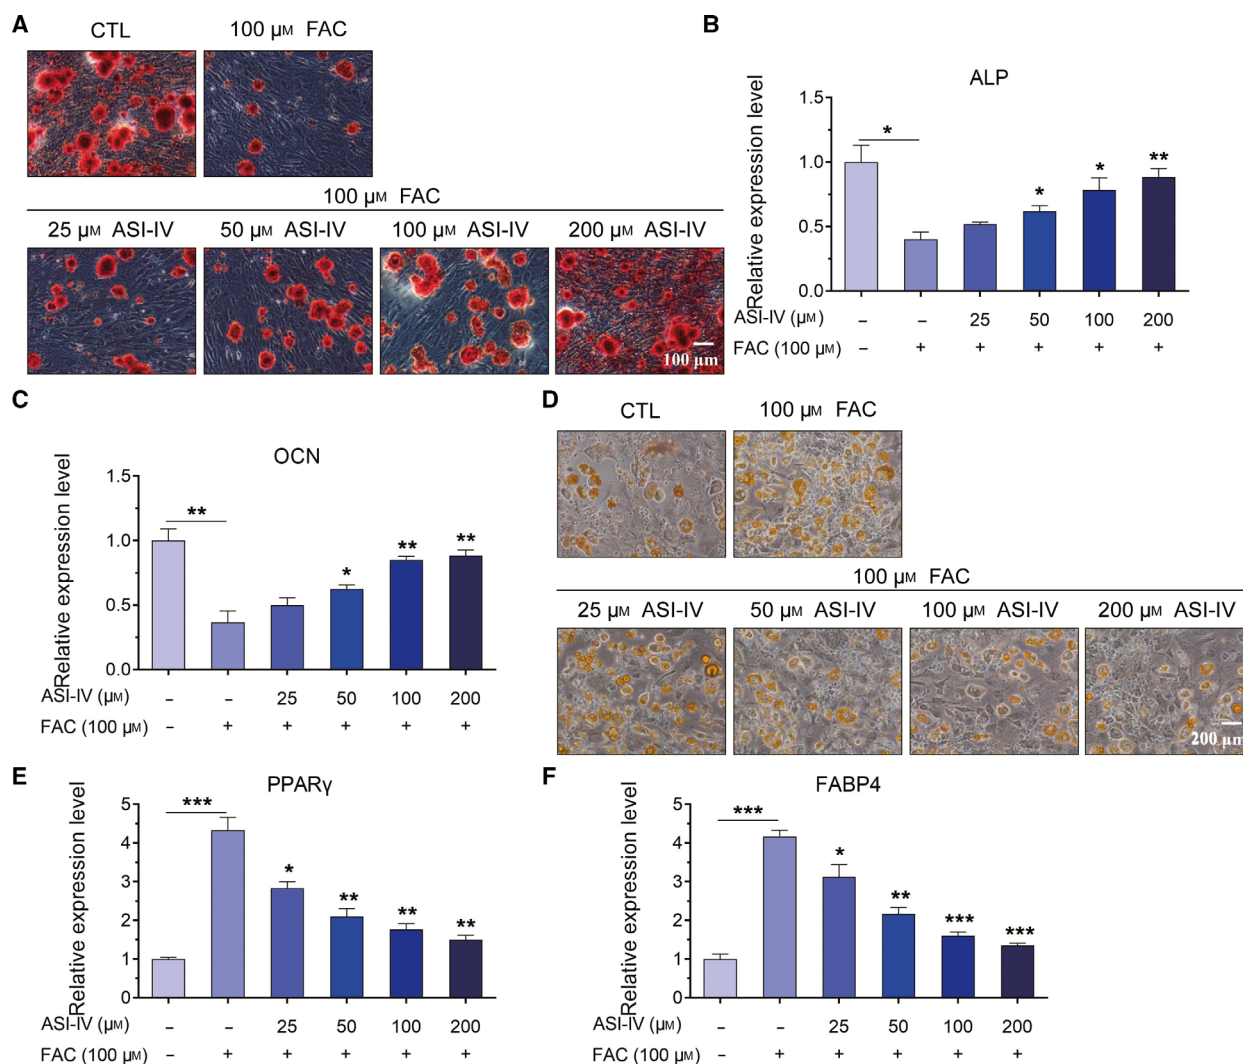 A
CTL
100 μM FAC
100 μM FAC
25 μM ASI-IV
50 μM ASI-IV
100 μM ASI-IV
200 μM ASI-IV
100 μm
B
ALP
Relative expression level
1.5
1.0
0.5
0.0
*
*
*
**
ASI-IV (μM)
– – 25 50 100 200
FAC (100 μM)
– + + + + +
C
OCN
Relative expression level
1.5
1.0
0.5
0.0
**
*
**
**
ASI-IV (μM)
– – 25 50 100 200
FAC (100 μM)
– + + + + +
D
CTL
100 μM FAC
100 μM FAC
25 μM ASI-IV
50 μM ASI-IV
100 μM ASI-IV
200 μM ASI-IV
200 μm
E
PPARγ
Relative expression level
5
4
3
2
1
0
***
*
**
**
**
ASI-IV (μM)
– – 25 50 100 200
FAC (100 μM)
– + + + + +
F
FABP4
Relative expression level
5
4
3
2
1
0
***
*
**
***
***
ASI-IV (μM)
– – 25 50 100 200
FAC (100 μM)
– + + + + +